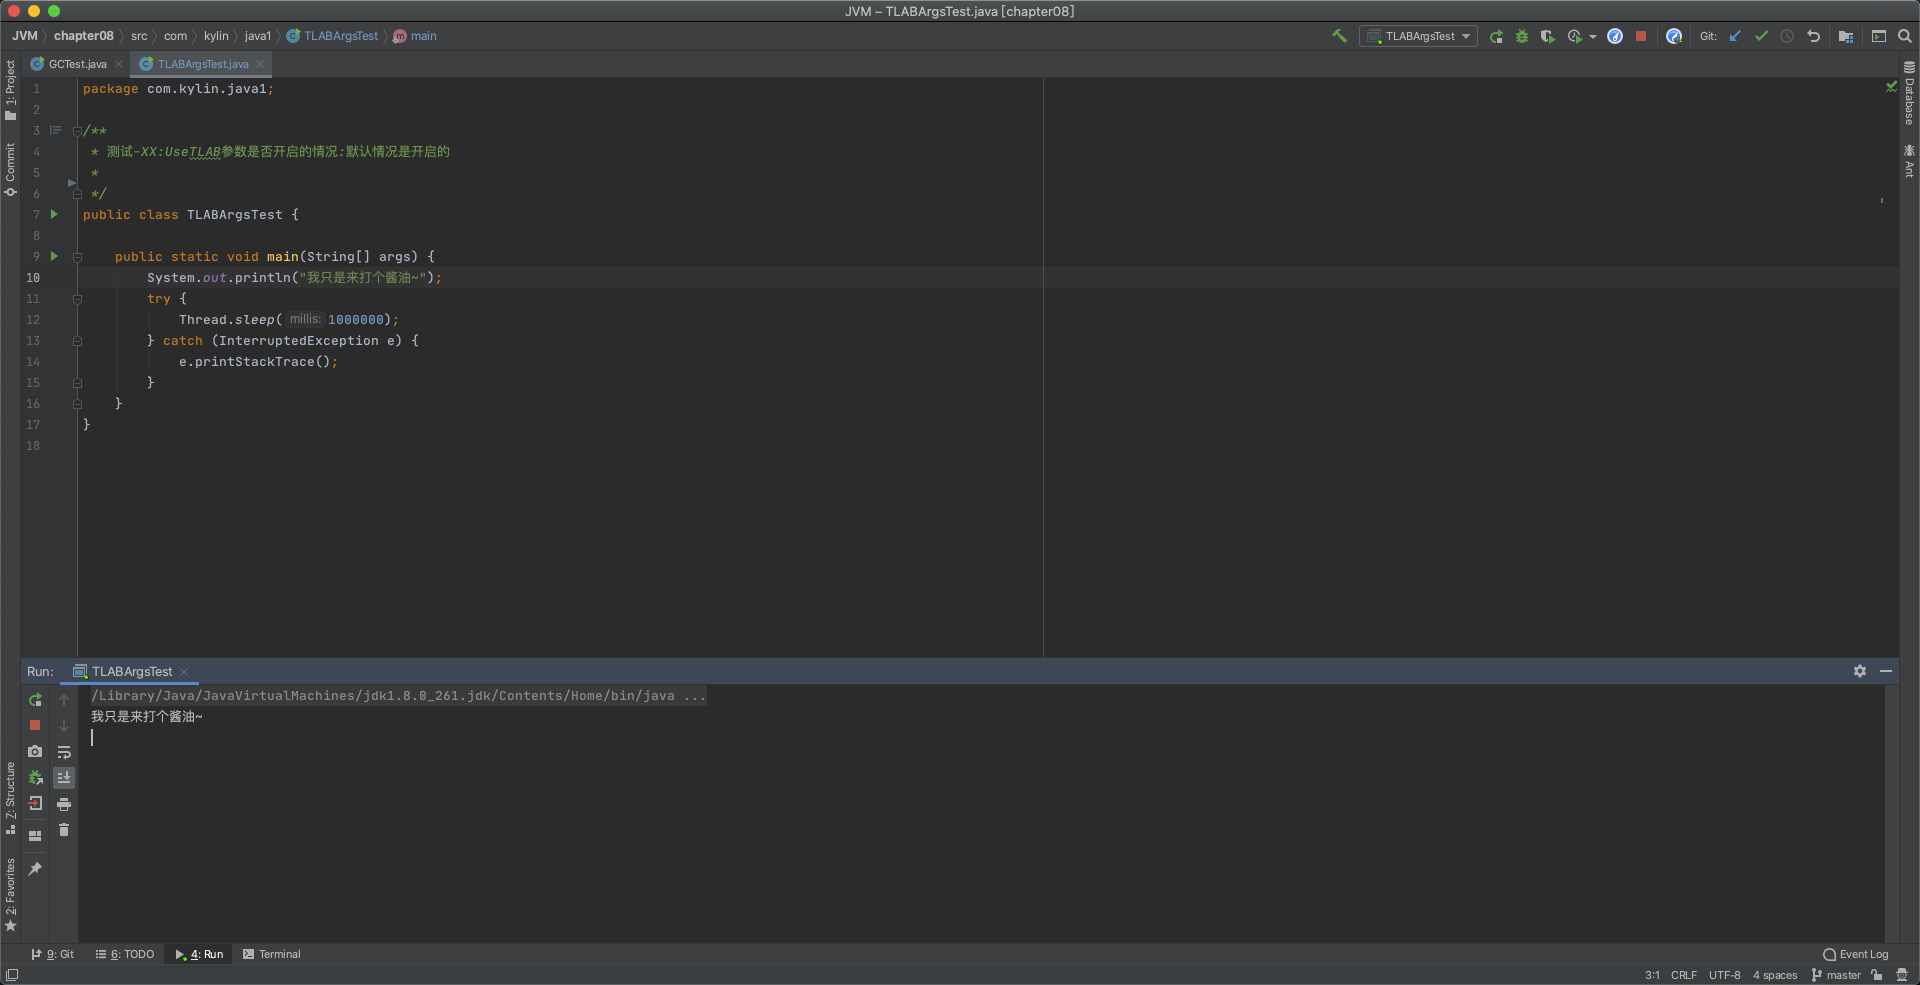 JVM – TLABArgsTest.java [chapter08]
JVM chapter08 src com kylin java1 TLABArgsTest main
TLABArgsTest Git:
GCTest.java TLABArgsTest.java
1: Project
Commit
Z: Structure
2: Favorites
Database
Ant
1 package com.kylin.java1;
2
3 /**
4 * 测试-XX:UseTLAB参数是否开启的情况:默认情况是开启的
5 *
6 */
7 public class TLABArgsTest {
8
9 public static void main(String[] args) {
10 System.out.println("我只是来打个酱油~");
11 try {
12 Thread.sleep( millis: 1000000);
13 } catch (InterruptedException e) {
14 e.printStackTrace();
15 }
16 }
17 }
18
Run: TLABArgsTest
/Library/Java/JavaVirtualMachines/jdk1.8.0_261.jdk/Contents/Home/bin/java ...
我只是来打个酱油~
9: Git 6: TODO 4: Run Terminal Event Log
3:1 CRLF UTF-8 4 spaces master